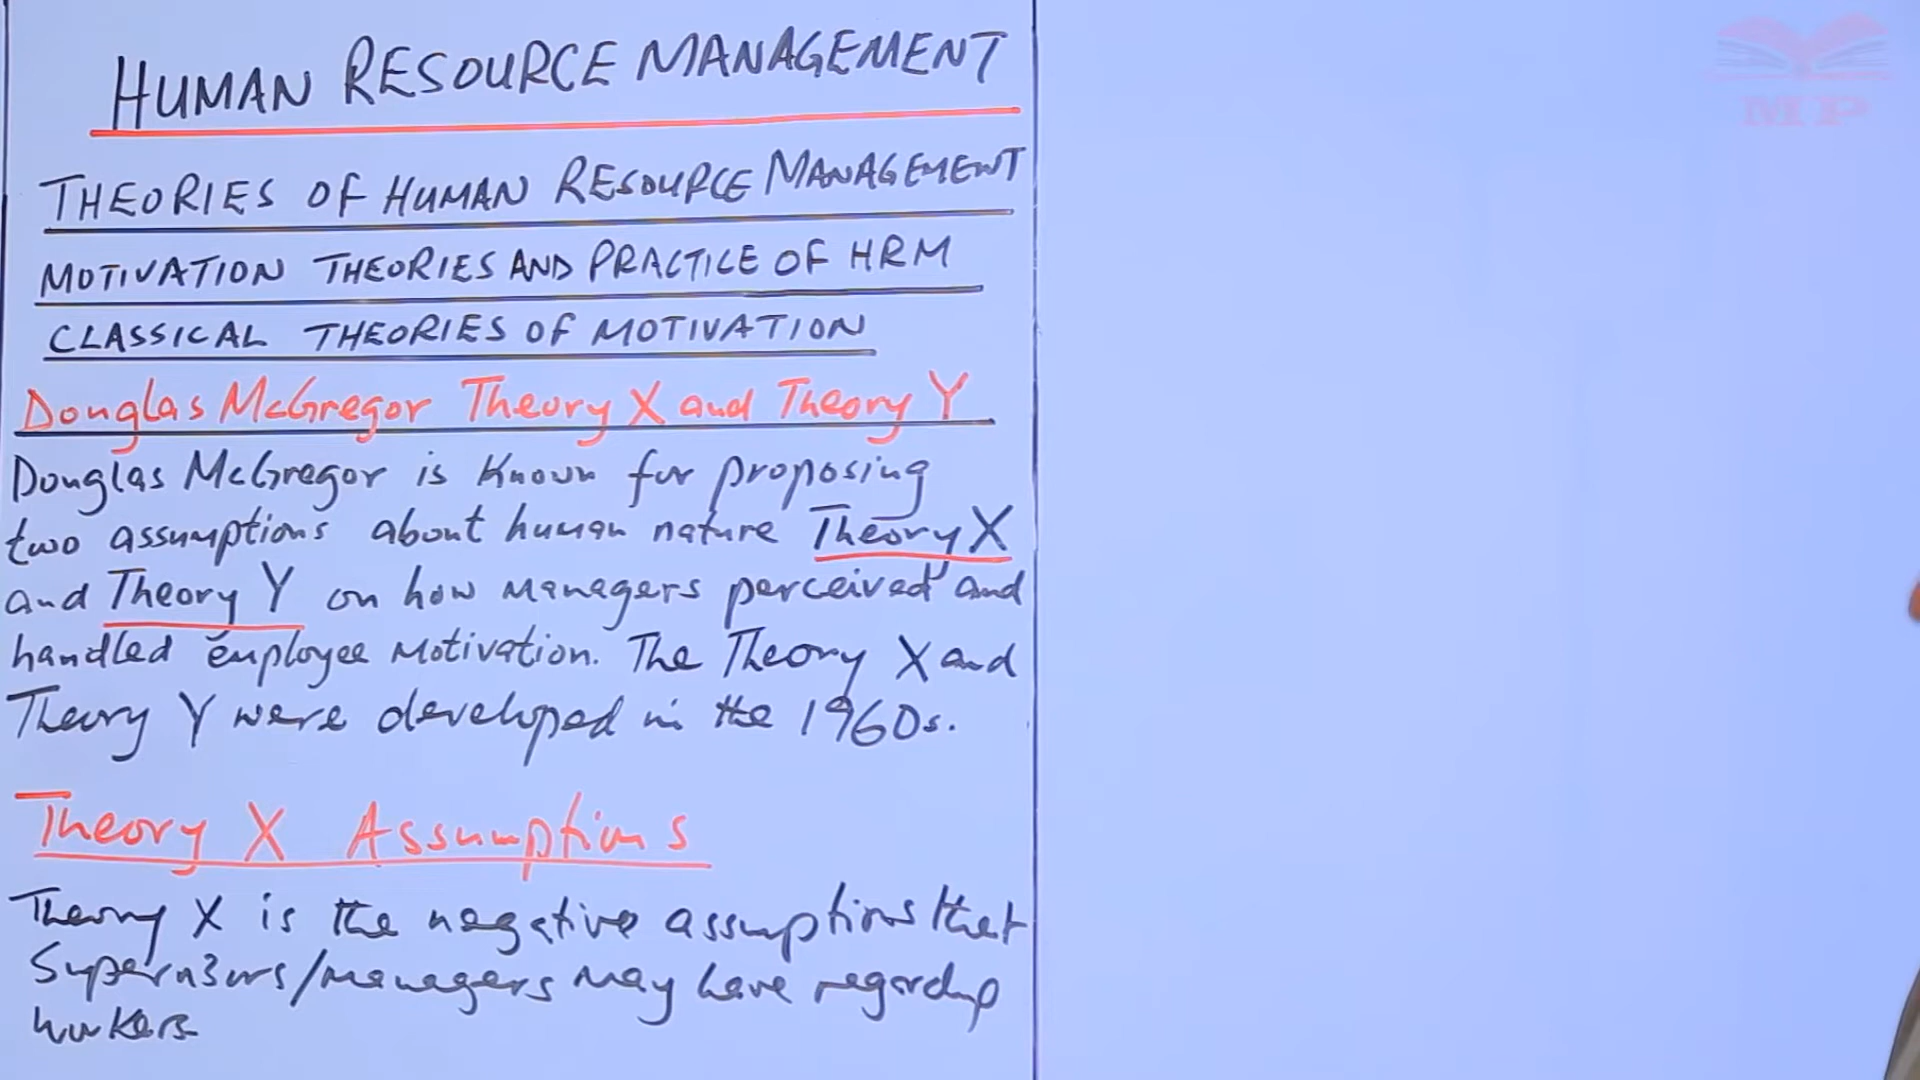 HUMAN RESOURCE MANAGEMENT
THEORIES OF HUMAN RESOURCE MANAGEMENT
MOTIVATION THEORIES AND PRACTICE OF HRM
CLASSICAL THEORIES OF MOTIVATION
Douglas McGregor Theory X and Theory Y
Douglas McGregor is known for proposing
two assumptions about human nature Theory X
and Theory Y on how managers perceived and
handled employee motivation. The Theory X and
Theory Y were developed in the 1960s.
Theory X Assumptions
Theory X is the negative assumptions that
Supervisors/managers may have regarding
workers
MP